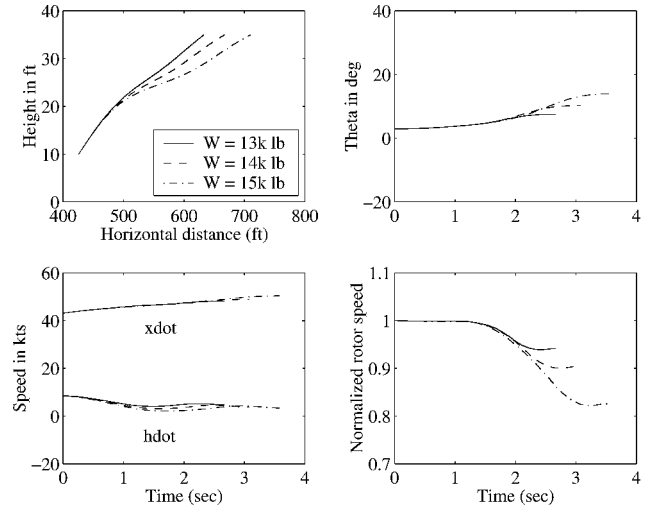 Height in ft
40
30
20
10
0
W = 13k lb
W = 14k lb
W = 15k lb
400 500 600 700 800
Horizontal distance (ft)
Theta in deg
40
20
0
−20
0 1 2 3 4
Speed in kts
60
40
20
0
−20
xdot
hdot
0 1 2 3 4
Time (sec)
Normalized rotor speed
1.1
1
0.9
0.8
0.7
0 1 2 3 4
Time (sec)